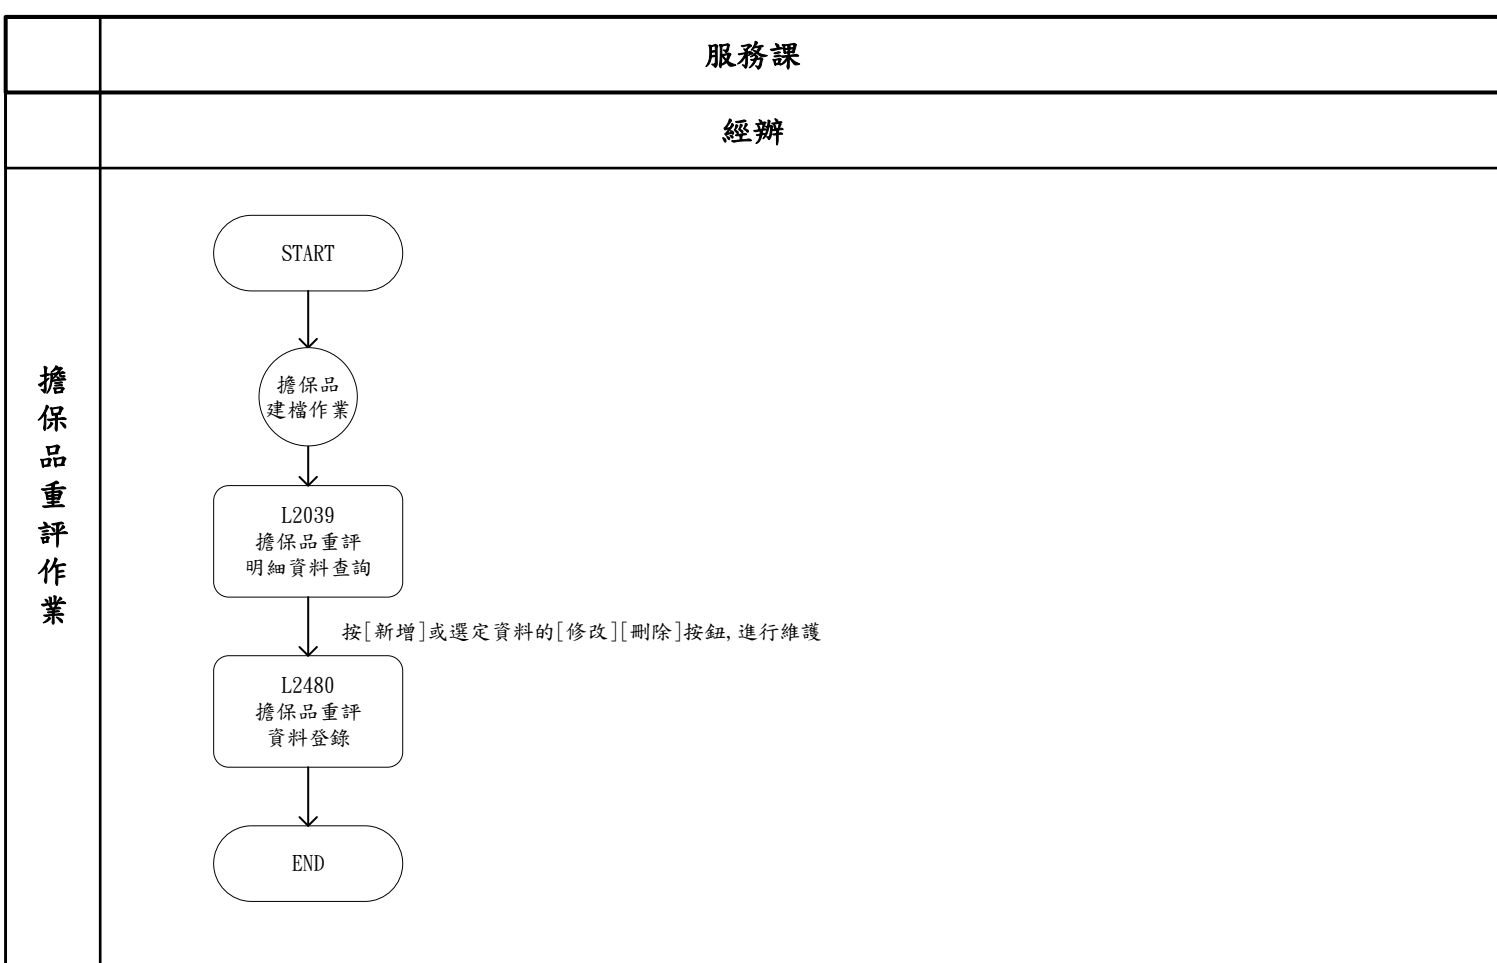 服務課
經辦
擔保品重評作業
START
擔保品
建檔作業
L2039
擔保品重評
明細資料查詢
按[新增]或選定資料的[修改][刪除]按鈕,進行維護
L2480
擔保品重評
資料登錄
END